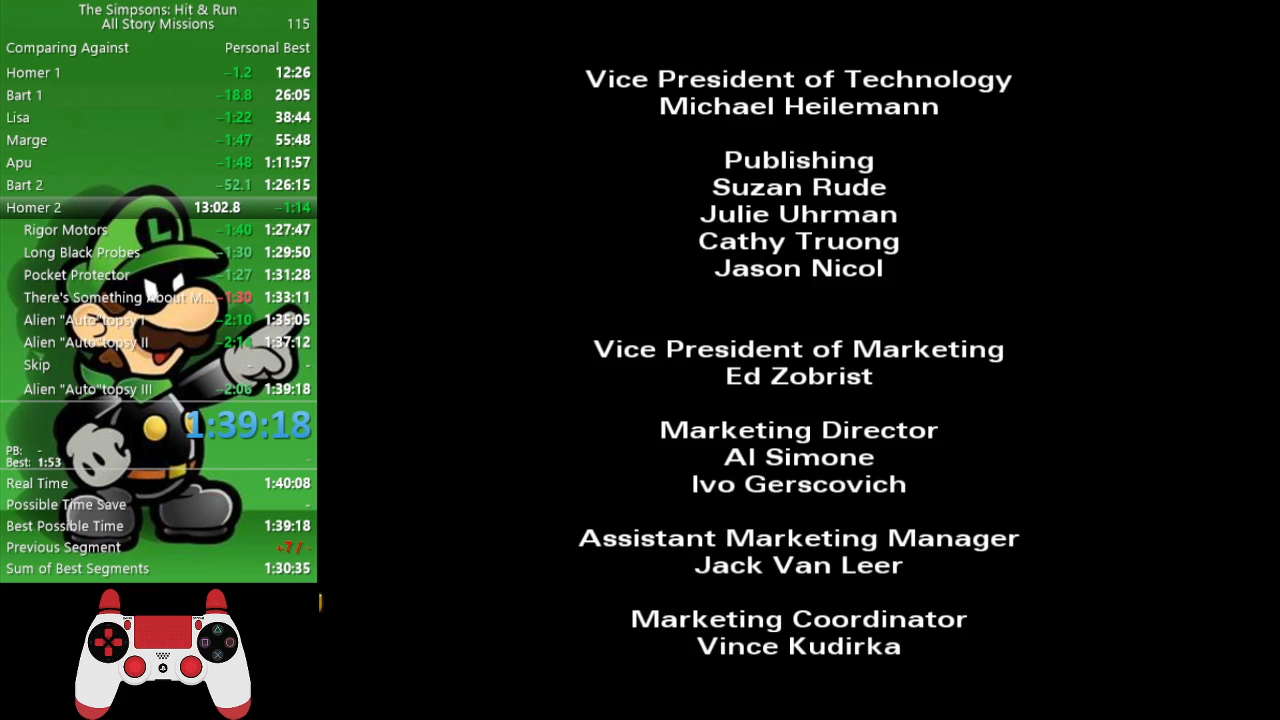 The Simpsons: Hit & Run
All Story Missions 115
Comparing Against Personal Best
Homer 1 −1.2 12:26
Bart 1 −18.8 26:05
Lisa −1:22 38:44
Marge −1:47 55:48
Apu −1:48 1:11:57
Bart 2 −52.1 1:26:15
Homer 2 13:02.8 −1:14
Rigor Motors −1:40 1:27:47
Long Black Probes −1:30 1:29:50
Pocket Protector −1:27 1:31:28
There's Something About M... −1:30 1:33:11
Alien "Auto"topsy I −2:10 1:35:05
Alien "Auto"topsy II −2:14 1:37:12
Skip - -
Alien "Auto"topsy III −2:06 1:39:18
1:39:18
PB: -
Best: 1:53 -
Real Time 1:40:08
Possible Time Save -
Best Possible Time 1:39:18
Previous Segment +7 / -
Sum of Best Segments 1:30:35
Vice President of Technology
Michael Heilemann
Publishing
Suzan Rude
Julie Uhrman
Cathy Truong
Jason Nicol
Vice President of Marketing
Ed Zobrist
Marketing Director
Al Simone
Ivo Gerscovich
Assistant Marketing Manager
Jack Van Leer
Marketing Coordinator
Vince Kudirka